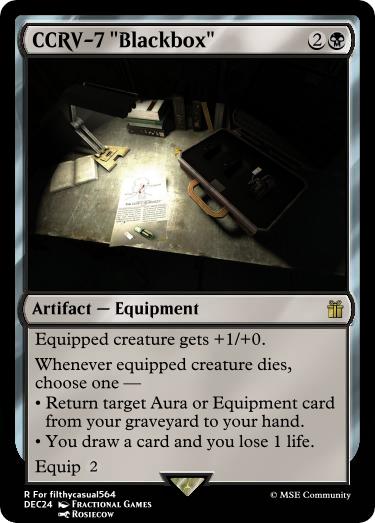 CCRV-7 "Blackbox" 2
Artifact — Equipment
Equipped creature gets +1/+0.
Whenever equipped creature dies,
choose one —
• Return target Aura or Equipment card
from your graveyard to your hand.
• You draw a card and you lose 1 life.
Equip 2
R For filthycasual564
DEC24 Fractional Games
Rosiecow
© MSE Community